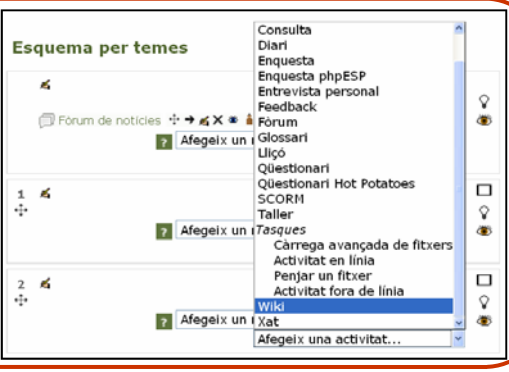 Esquema per temes
Fòrum de notícies
? Afegeix un r
1
? Afegeix un r
2
? Afegeix un r
Consulta
Diari
Enquesta
Enquesta phpESP
Entrevista personal
Feedback
Fòrum
Glossari
Lliçó
Qüestionari
Qüestionari Hot Potatoes
SCORM
Taller
Tasques
Càrrega avançada de fitxers
Activitat en línia
Penjar un fitxer
Activitat fora de línia
Wiki
Xat
Afegeix una activitat...